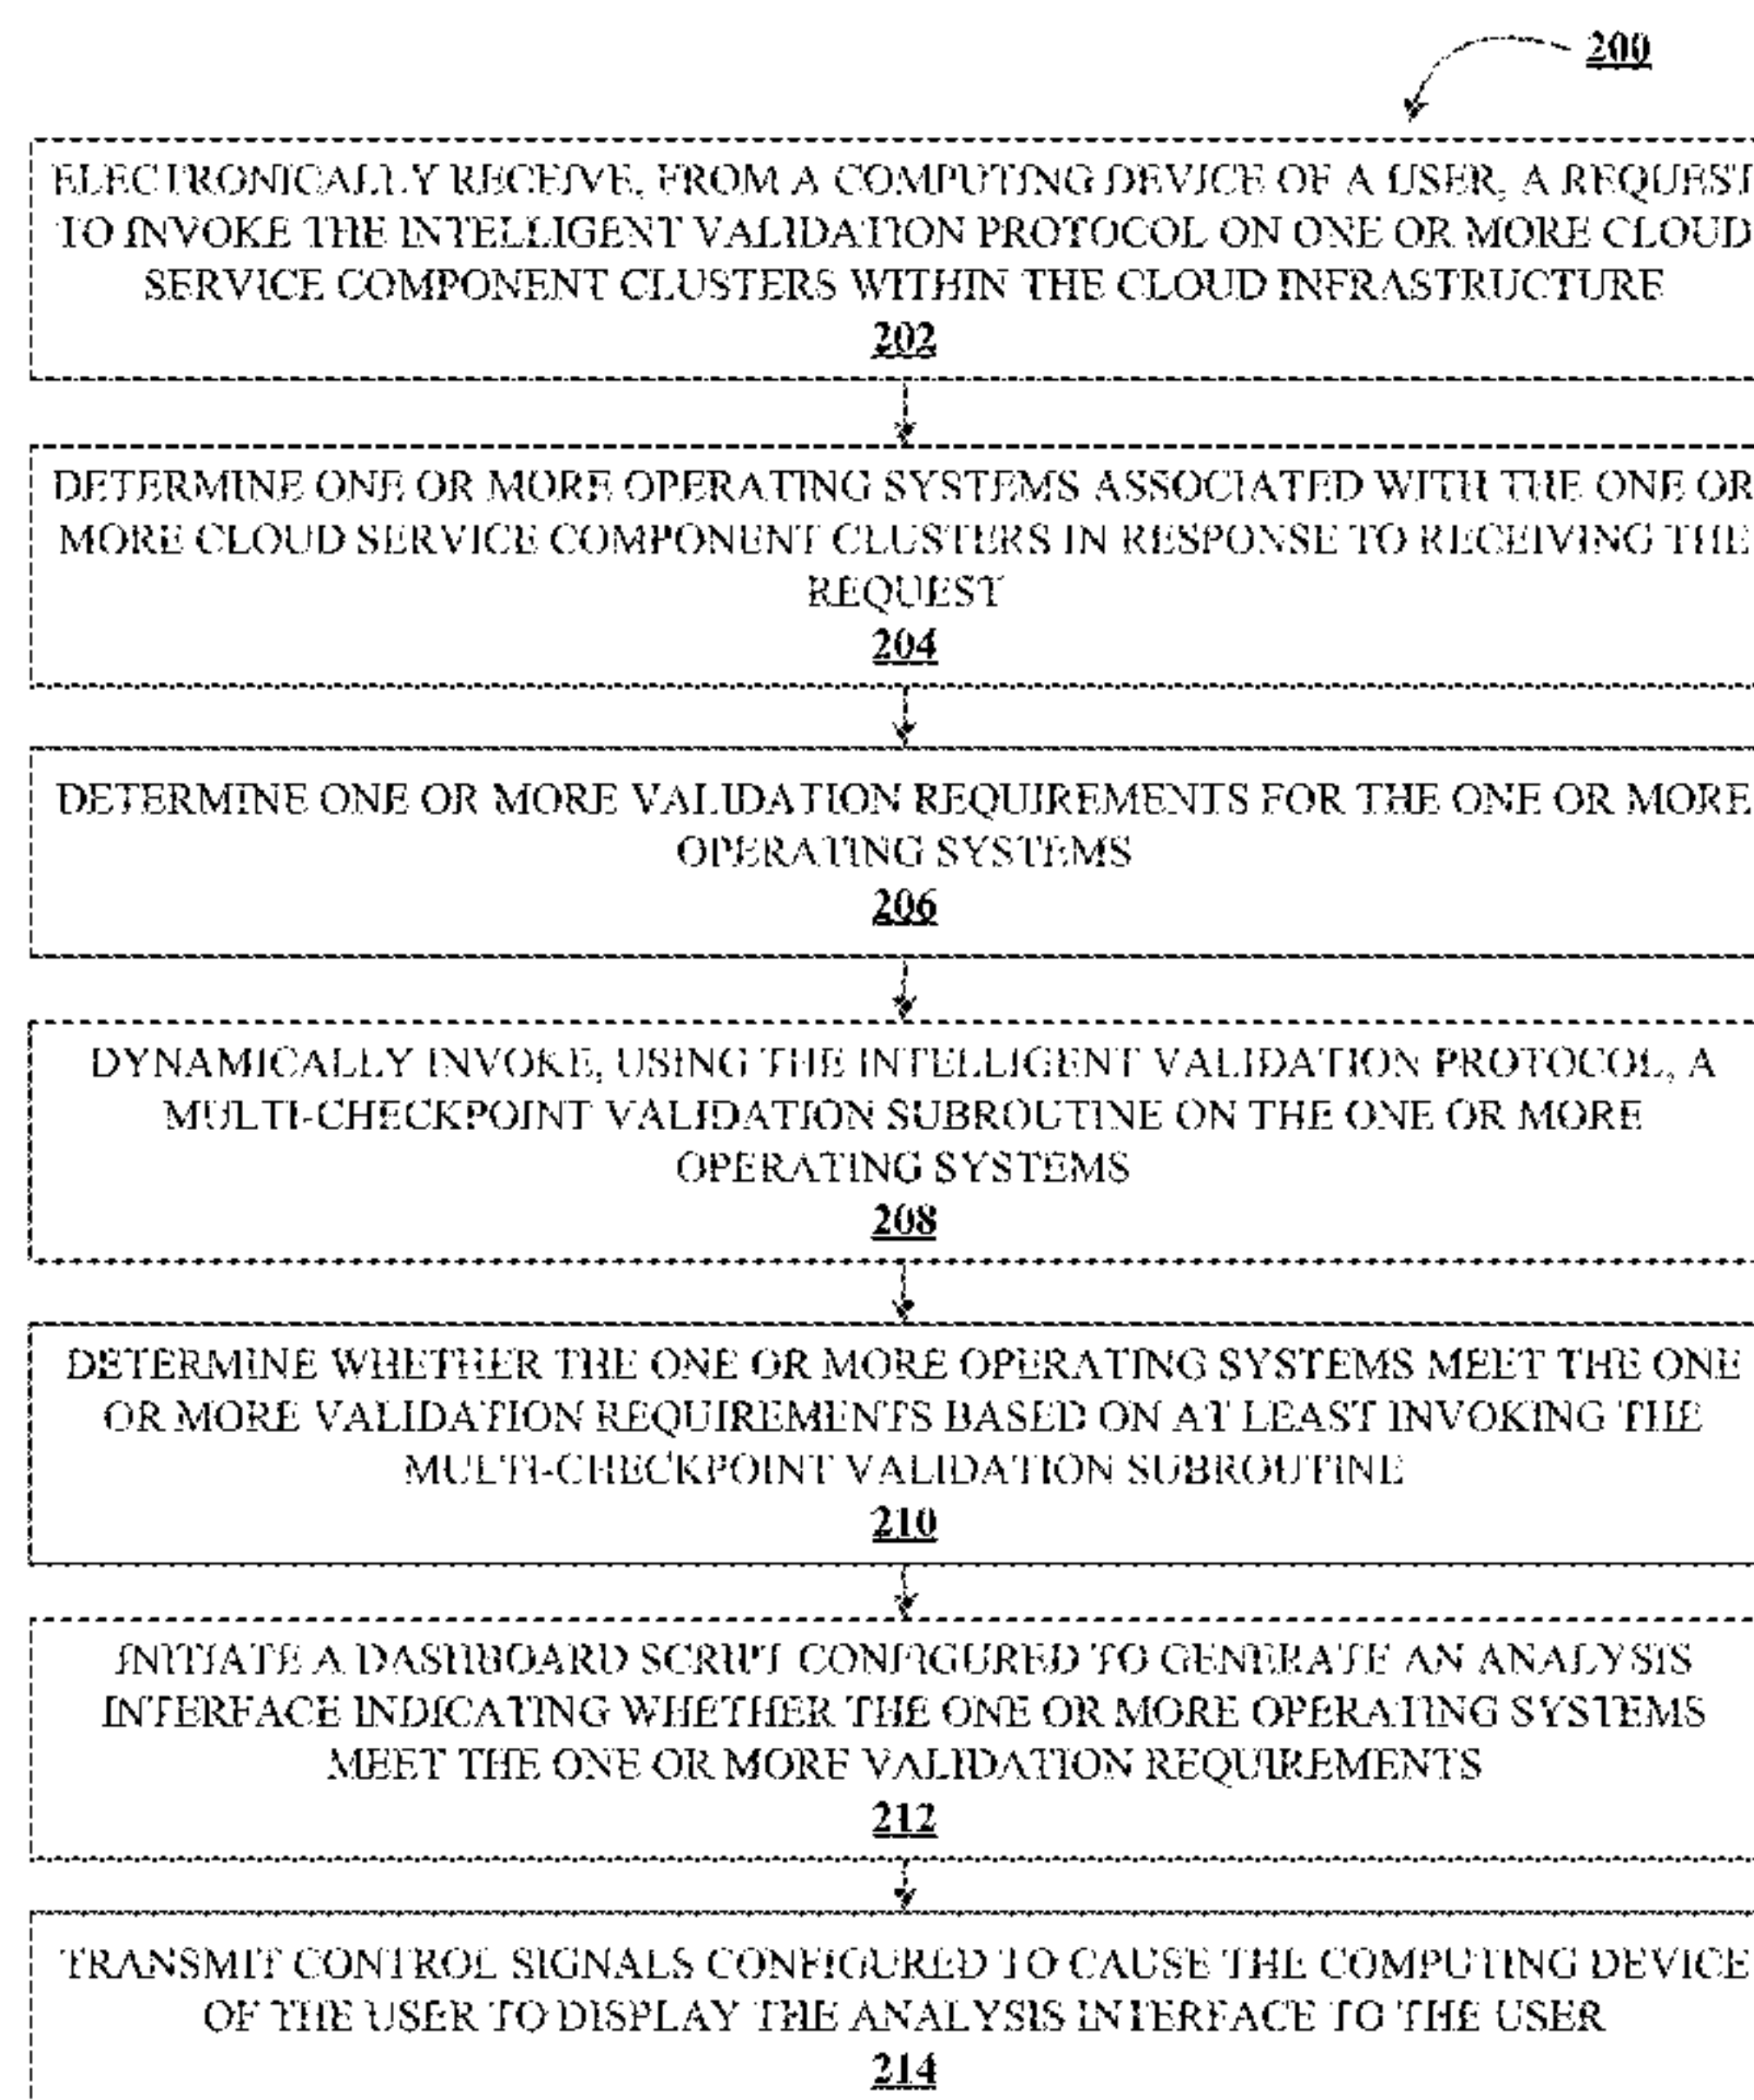 200
ELECTRONICALLY RECEIVE, FROM A COMPUTING DEVICE OF A USER, A REQUEST
TO INVOKE THE INTELLIGENT VALIDATION PROTOCOL ON ONE OR MORE CLOUD
SERVICE COMPONENT CLUSTERS WITHIN THE CLOUD INFRASTRUCTURE
202
DETERMINE ONE OR MORE OPERATING SYSTEMS ASSOCIATED WITH THE ONE OR
MORE CLOUD SERVICE COMPONENT CLUSTERS IN RESPONSE TO RECEIVING THE
REQUEST
204
DETERMINE ONE OR MORE VALIDATION REQUIREMENTS FOR THE ONE OR MORE
OPERATING SYSTEMS
206
DYNAMICALLY INVOKE, USING THE INTELLIGENT VALIDATION PROTOCOL, A
MULTI-CHECKPOINT VALIDATION SUBROUTINE ON THE ONE OR MORE
OPERATING SYSTEMS
208
DETERMINE WHETHER THE ONE OR MORE OPERATING SYSTEMS MEET THE ONE
OR MORE VALIDATION REQUIREMENTS BASED ON AT LEAST INVOKING THE
MULTI-CHECKPOINT VALIDATION SUBROUTINE
210
INITIATE A DASHBOARD SCRIPT CONFIGURED TO GENERATE AN ANALYSIS
INTERFACE INDICATING WHETHER THE ONE OR MORE OPERATING SYSTEMS
MEET THE ONE OR MORE VALIDATION REQUIREMENTS
212
TRANSMIT CONTROL SIGNALS CONFIGURED TO CAUSE THE COMPUTING DEVICE
OF THE USER TO DISPLAY THE ANALYSIS INTERFACE TO THE USER
214